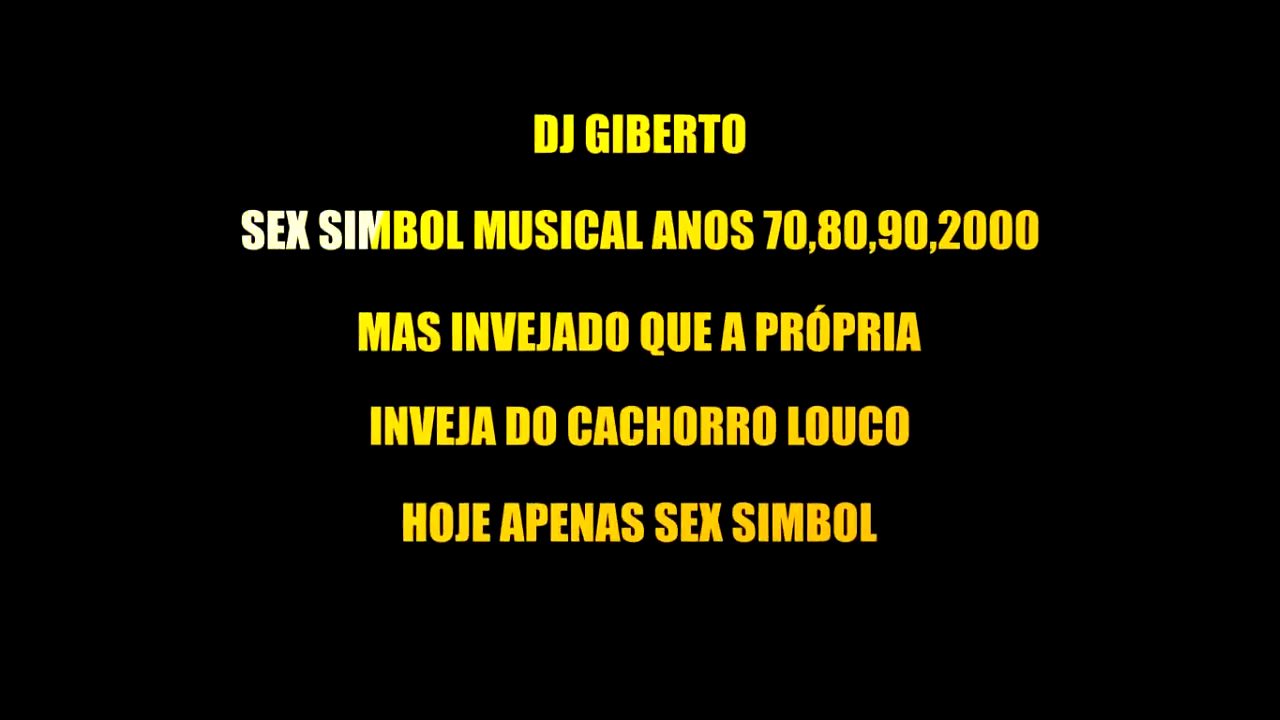 DJ GIBERTO
SEX SIMBOL MUSICAL ANOS 70,80,90,2000
MAS INVEJADO QUE A PRÓPRIA
INVEJA DO CACHORRO LOUCO
HOJE APENAS SEX SIMBOL